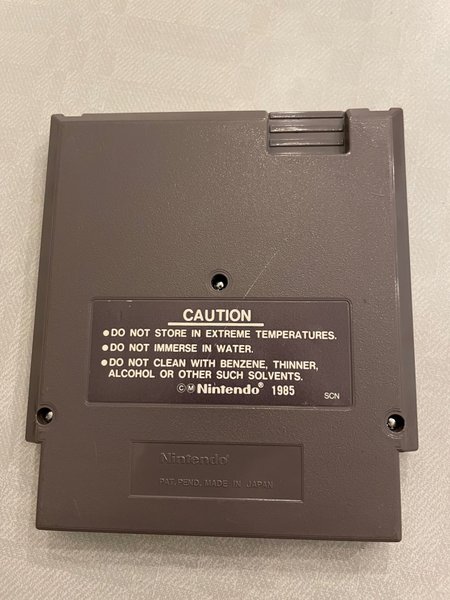 CAUTION
●DO NOT STORE IN EXTREME TEMPERATURES.
●DO NOT IMMERSE IN WATER.
●DO NOT CLEAN WITH BENZENE, THINNER,
ALCOHOL OR OTHER SUCH SOLVENTS.
ⒸⓂ Nintendo® 1985
SCN
Nintendo®
PAT. PEND. MADE IN JAPAN